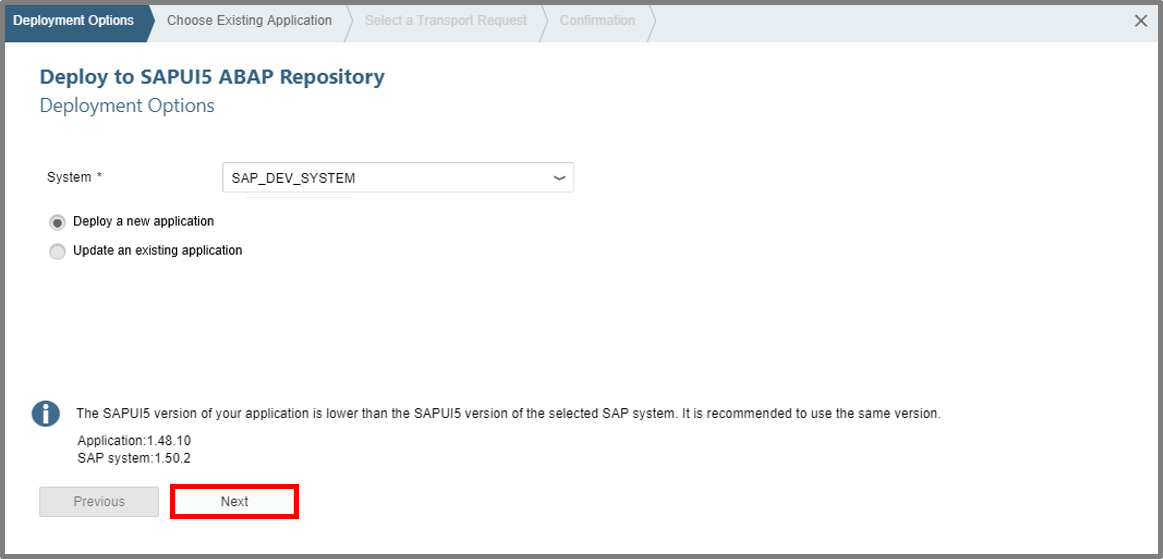 Deployment Options
Choose Existing Application
Select a Transport Request
Confirmation
Deploy to SAPUI5 ABAP Repository
Deployment Options
System *
SAP_DEV_SYSTEM
Deploy a new application
Update an existing application
The SAPUI5 version of your application is lower than the SAPUI5 version of the selected SAP system. It is recommended to use the same version.
Application:1.48.10
SAP system:1.50.2
Previous
Next